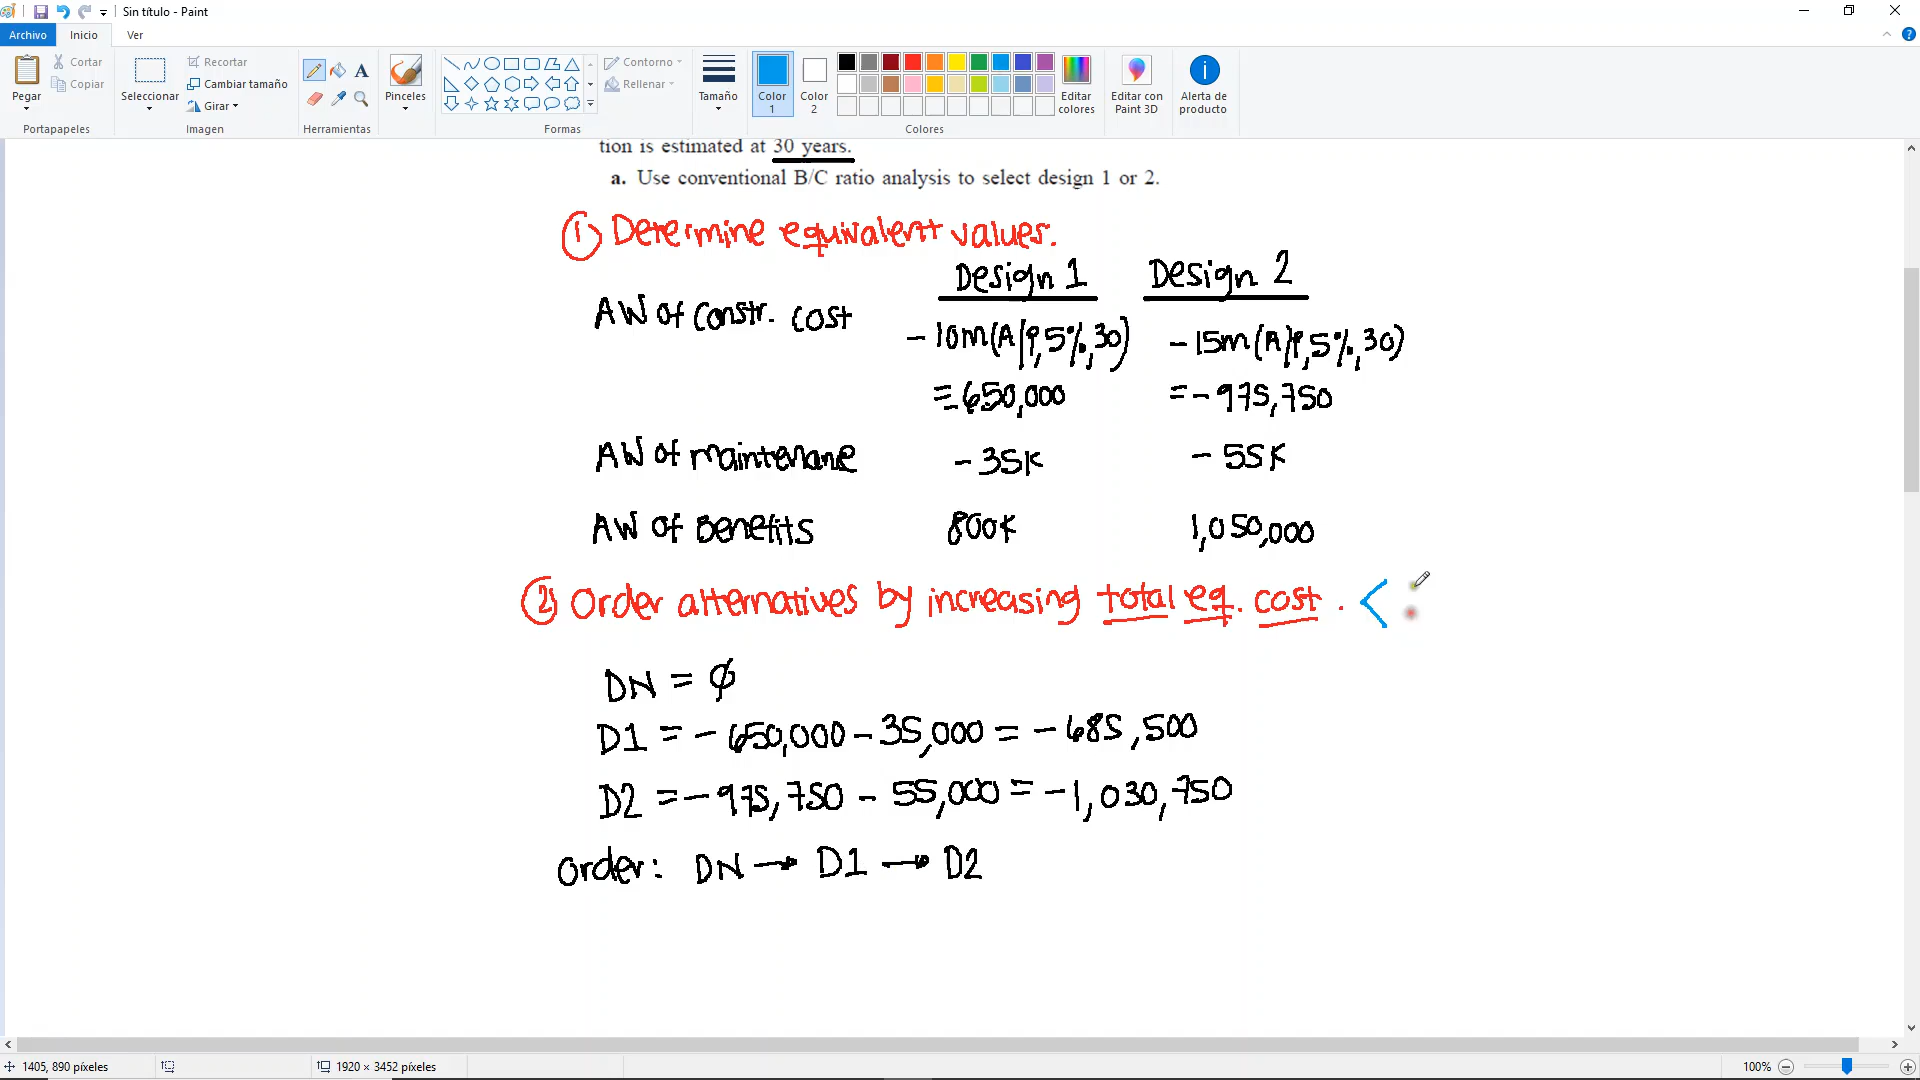 Sin título - Paint
Archivo Inicio Ver
Pegar
Cortar
Copiar
Portapapeles
Seleccionar
Recortar
Cambiar tamaño
Girar
Imagen
A
Herramientas
Pinceles
Contorno
Rellenar
Formas
Tamaño
Color 1
Color 2
Editar colores
Colores
Editar con Paint 3D
Alerta de producto
tion is estimated at 30 years.
a. Use conventional B/C ratio analysis to select design 1 or 2.
① Determine equivalent values.
Design 1 Design 2
AW of constr. cost -10m(A|P,5%,30) -15m(A|P,5%,30)
=-650,000 =-975,750
AW of maintenane -35K -55K
AW of Benefits 800K 1,050,000
② Order alternatives by increasing total eq. cost. <
DN = ø
D1 = -650,000 - 35,000 = -685,500
D2 = -975,750 - 55,000 = -1,030,750
Order: DN → D1 → D2
1405, 890 píxeles 1920 × 3452 píxeles 100%